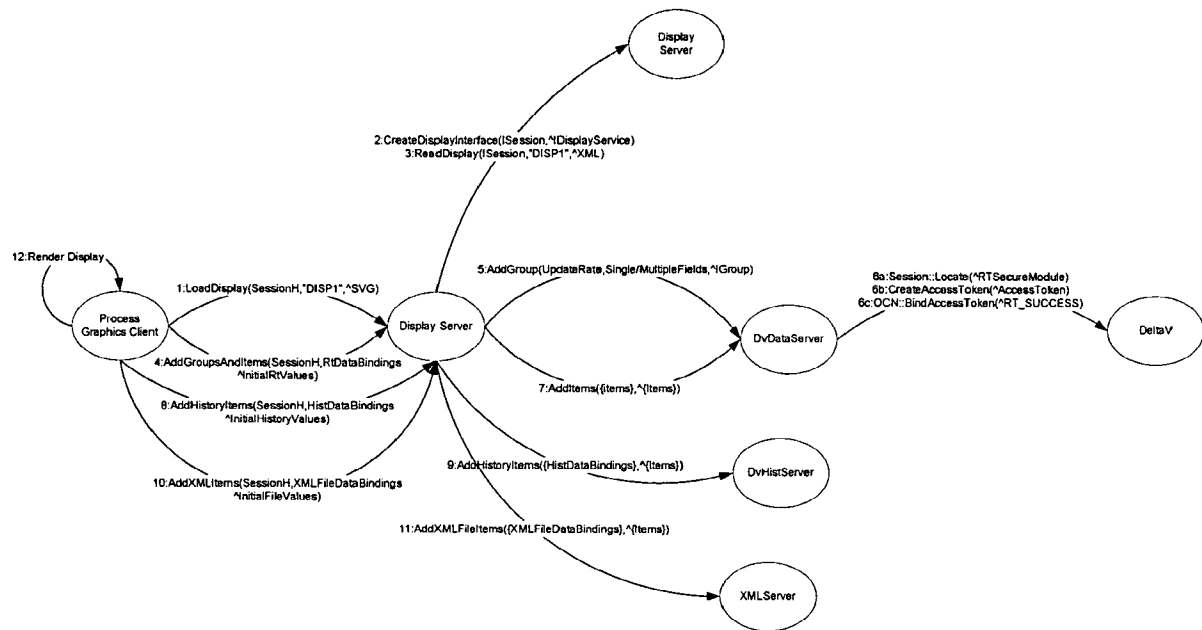 Display
Server
2:CreateDisplayInterface(ISession,^IDisplayService)
3:ReadDisplay(ISession,"DISP1",^XML)
12:Render Display
1:LoadDisplay(SessionH,"DISP1",^SVG)
5:AddGroup(UpdateRate,Single/MultipleFields,^IGroup)
6a:Session::Locate(^RTSecureModule)
6b:CreateAccessToken(^AccessToken)
6c:OCN::BindAccessToken(^RT_SUCCESS)
Process
Graphics Client
Display Server
DvDataServer
DeltaV
4:AddGroupsAndItems(SessionH,RtDataBindings
^InitialRtValues)
7:AddItems({items},^{Items})
8:AddHistoryItems(SessionH,HistDataBindings
^InitialHistoryValues)
9:AddHistoryItems({HistDataBindings},^{Items})
DvHistServer
10:AddXMLItems(SessionH,XMLFileDataBindings
^InitialFileValues)
11:AddXMLFileItems({XMLFileDataBindings},^{Items})
XMLServer